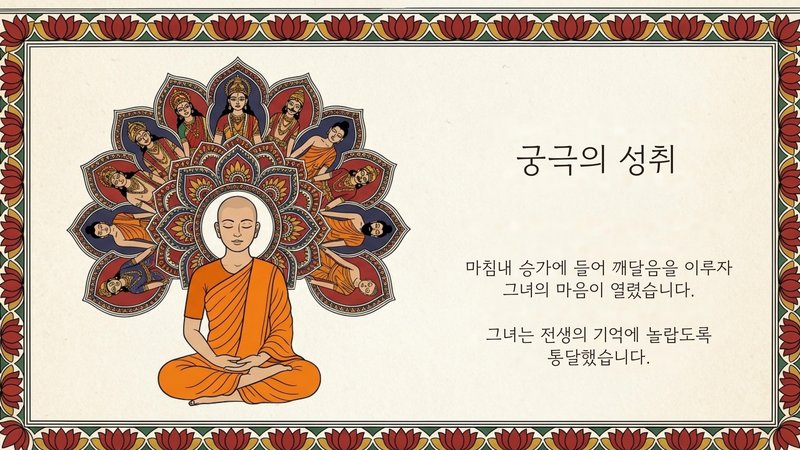 궁극의 성취
마침내 승가에 들어 깨달음을 이루자
그녀의 마음이 열렸습니다.
그녀는 전생의 기억에 놀랍도록
통달했습니다.